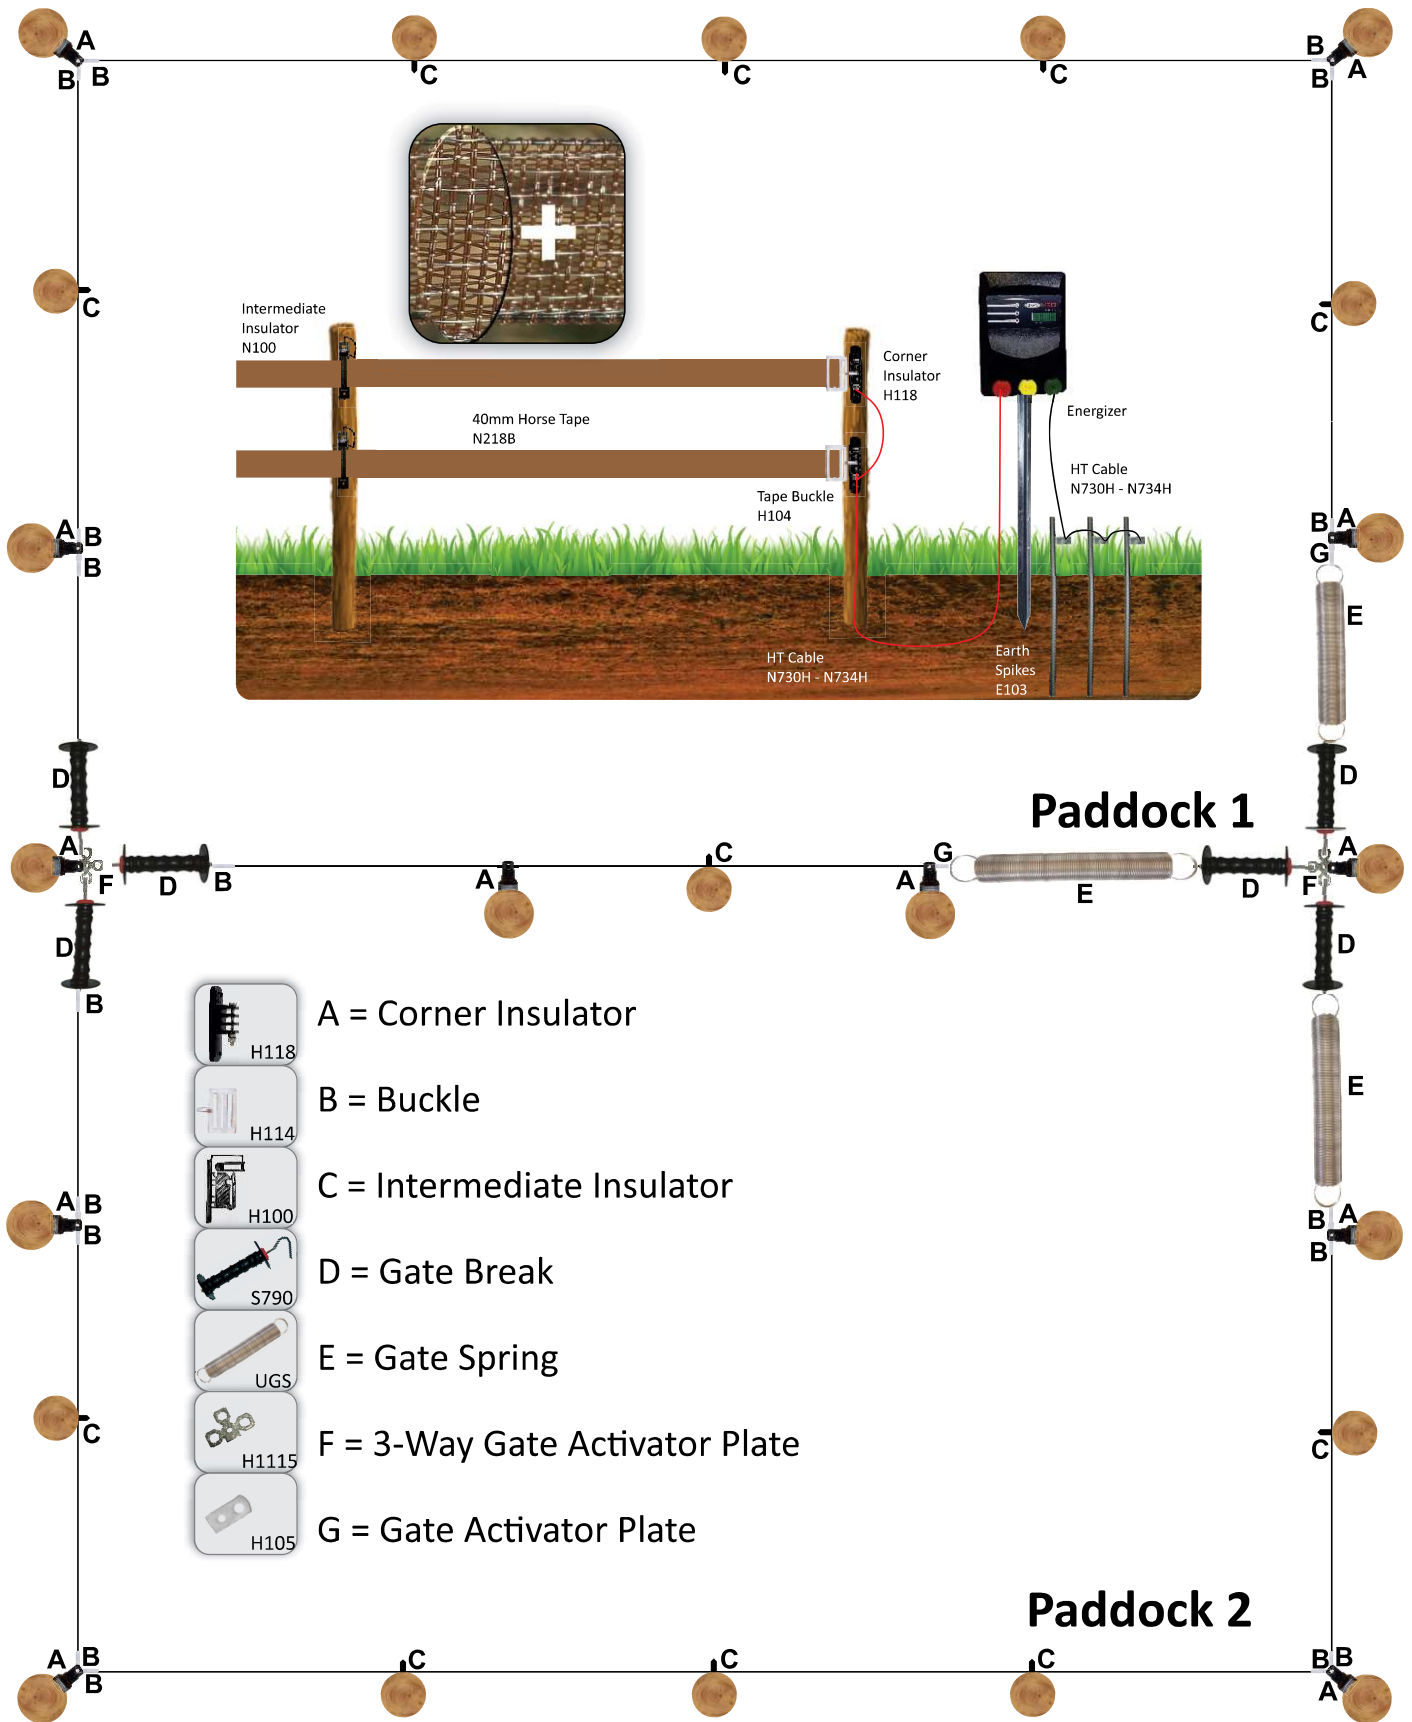 A
B
B
C
C
C
B
B
A
C
C
Intermediate
Insulator
N100
40mm Horse Tape
N218B
Corner
Insulator
H118
Energizer
HT Cable
N730H - N734H
Tape Buckle
H104
HT Cable
N730H - N734H
Earth
Spikes
E103
A
B
B
B
A
G
E
D
D
Paddock 1
A
F
D
B
A
C
G
A
E
D
F
A
D
B
D
E
H118
A = Corner Insulator
H114
B = Buckle
H100
C = Intermediate Insulator
S790
D = Gate Break
UGS
E = Gate Spring
H1115
F = 3-Way Gate Activator Plate
H105
G = Gate Activator Plate
A
B
B
B
A
B
C
C
Paddock 2
A
B
B
C
C
C
B
B
A